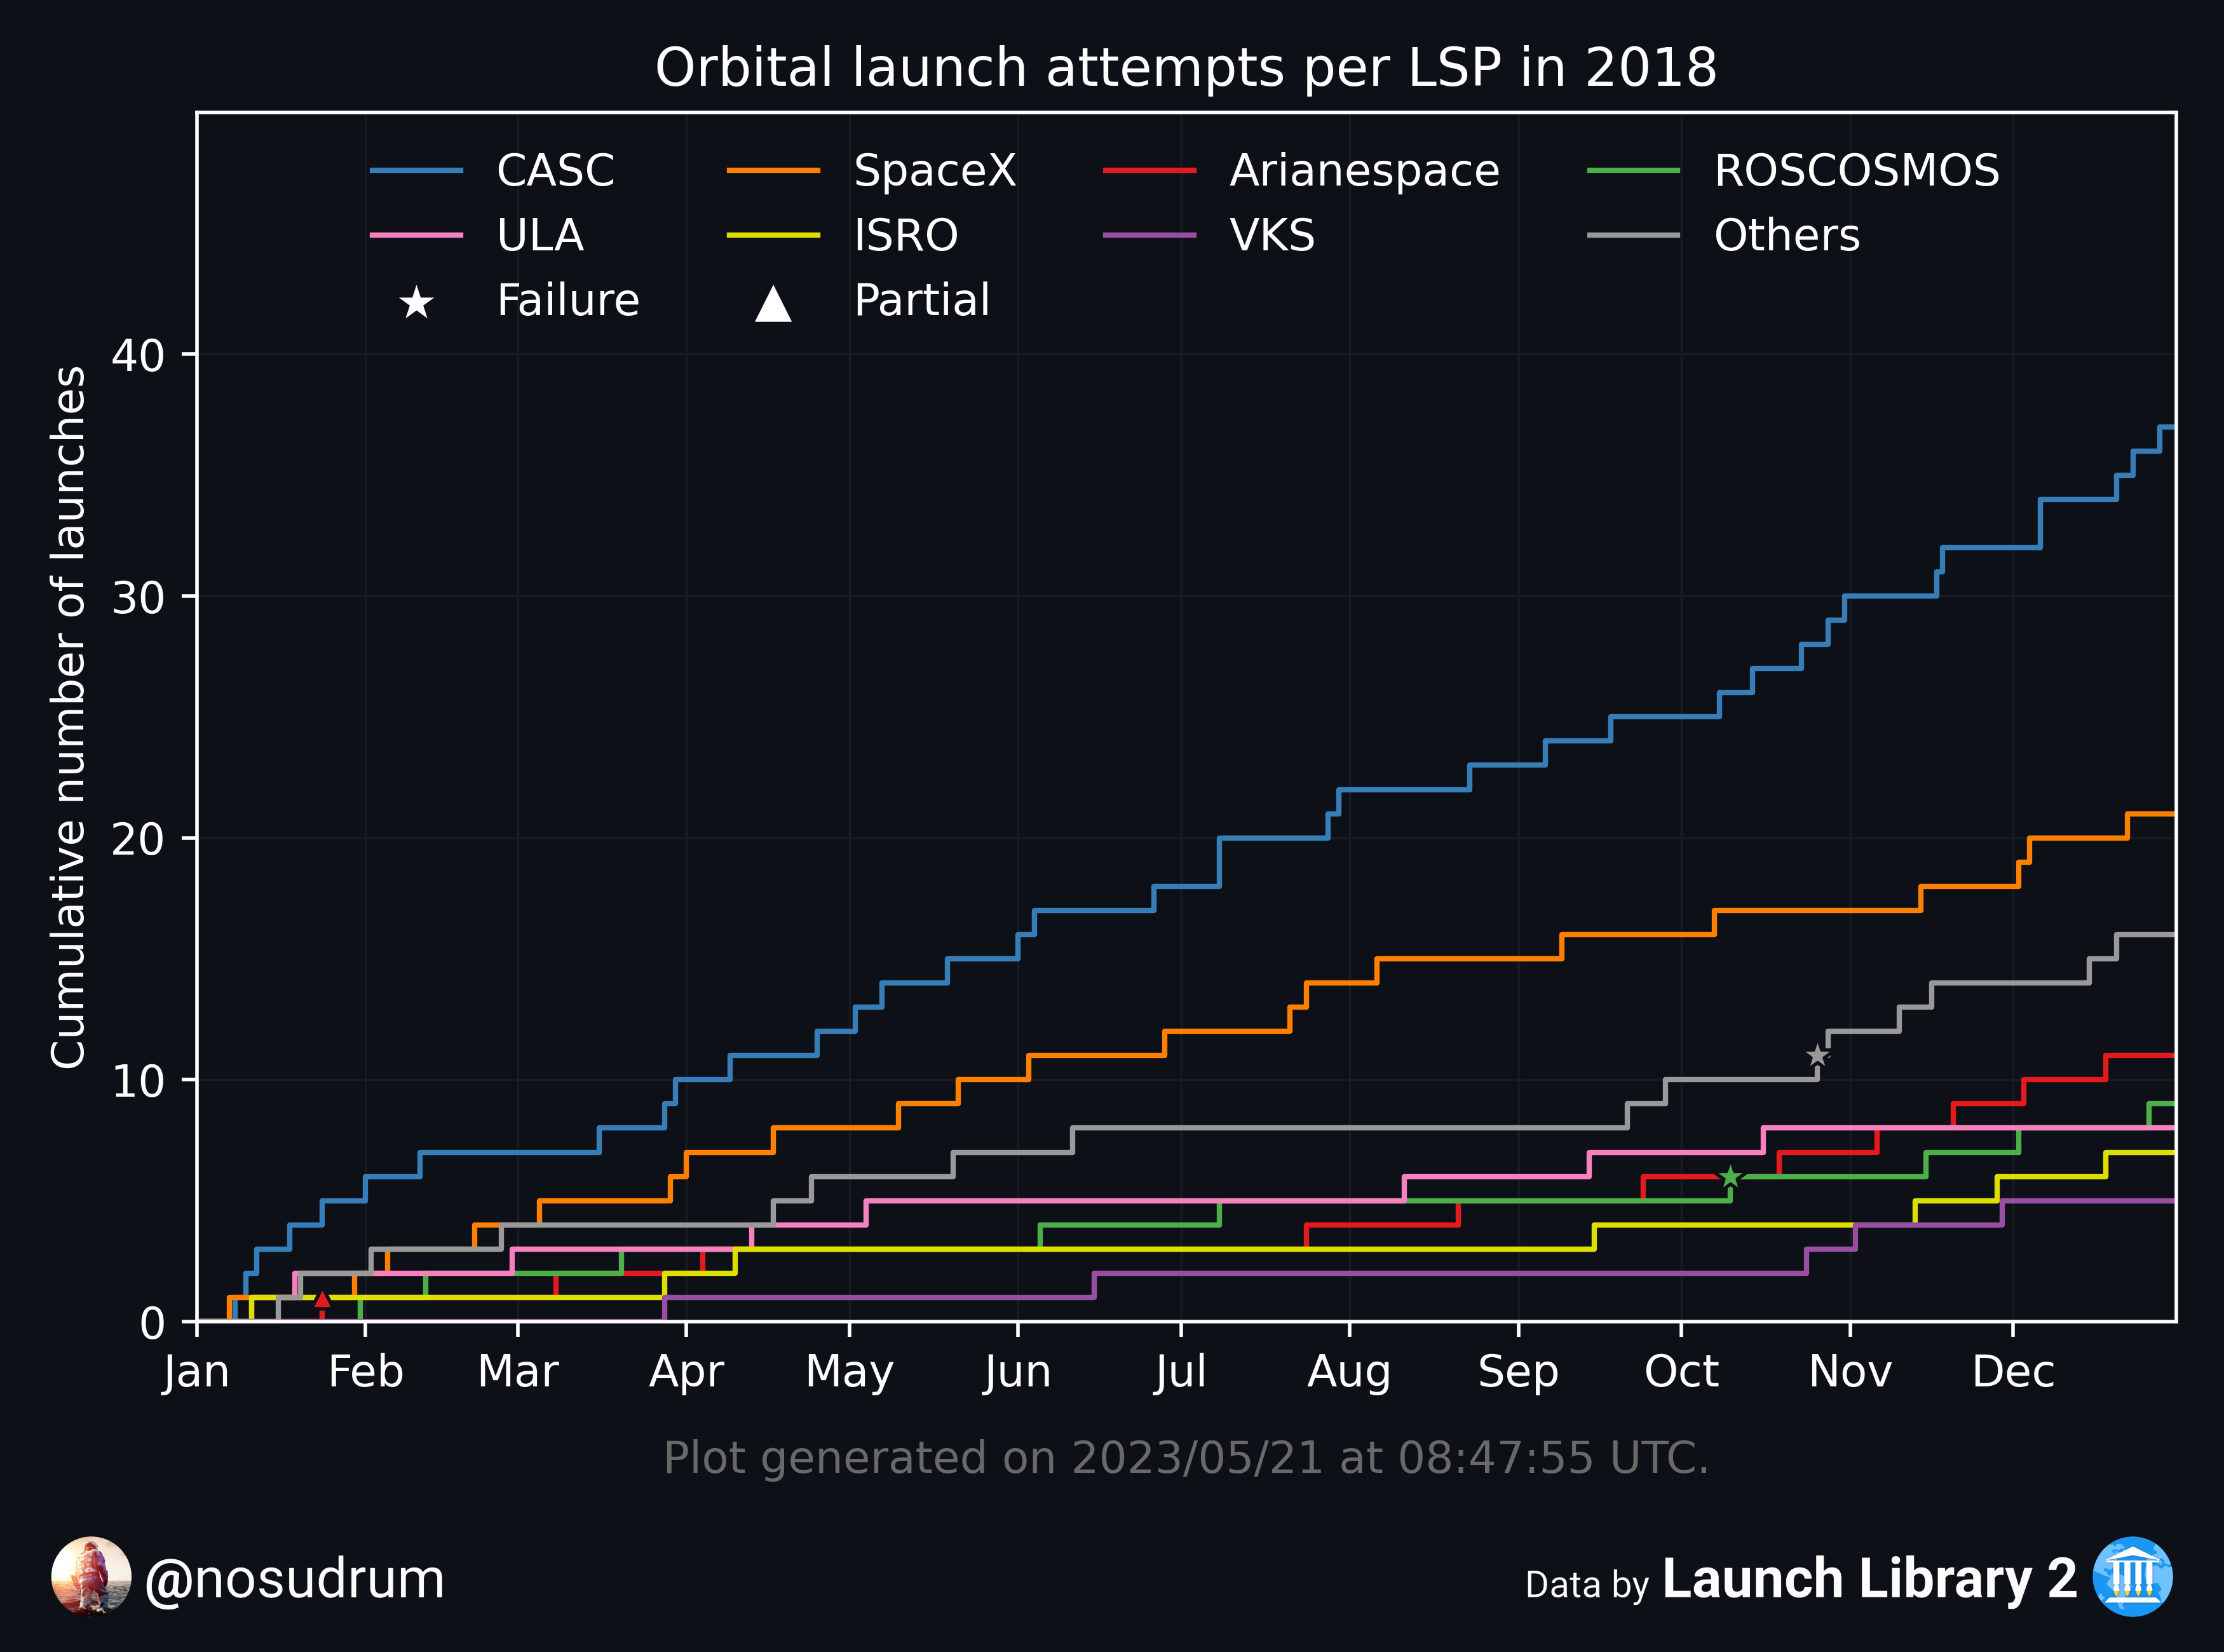 Orbital launch attempts per LSP in 2018
CASC SpaceX Arianespace ROSCOSMOS
ULA ISRO VKS Others
Failure Partial
Cumulative number of launches
40
30
20
10
0
Jan Feb Mar Apr May Jun Jul Aug Sep Oct Nov Dec
Plot generated on 2023/05/21 at 08:47:55 UTC.
@nosudrum
Data by Launch Library 2